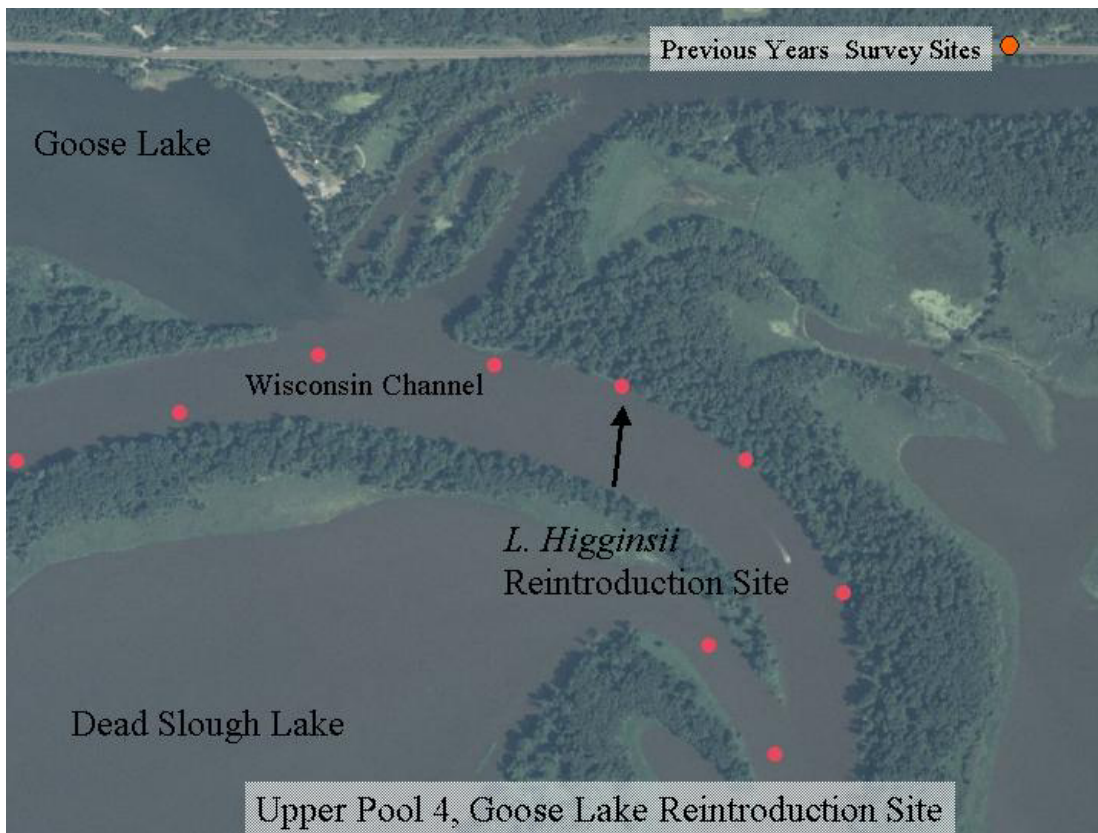 Previous Years Survey Sites
Goose Lake
Wisconsin Channel
L. Higginsii
Reintroduction Site
Dead Slough Lake
Upper Pool 4, Goose Lake Reintroduction Site